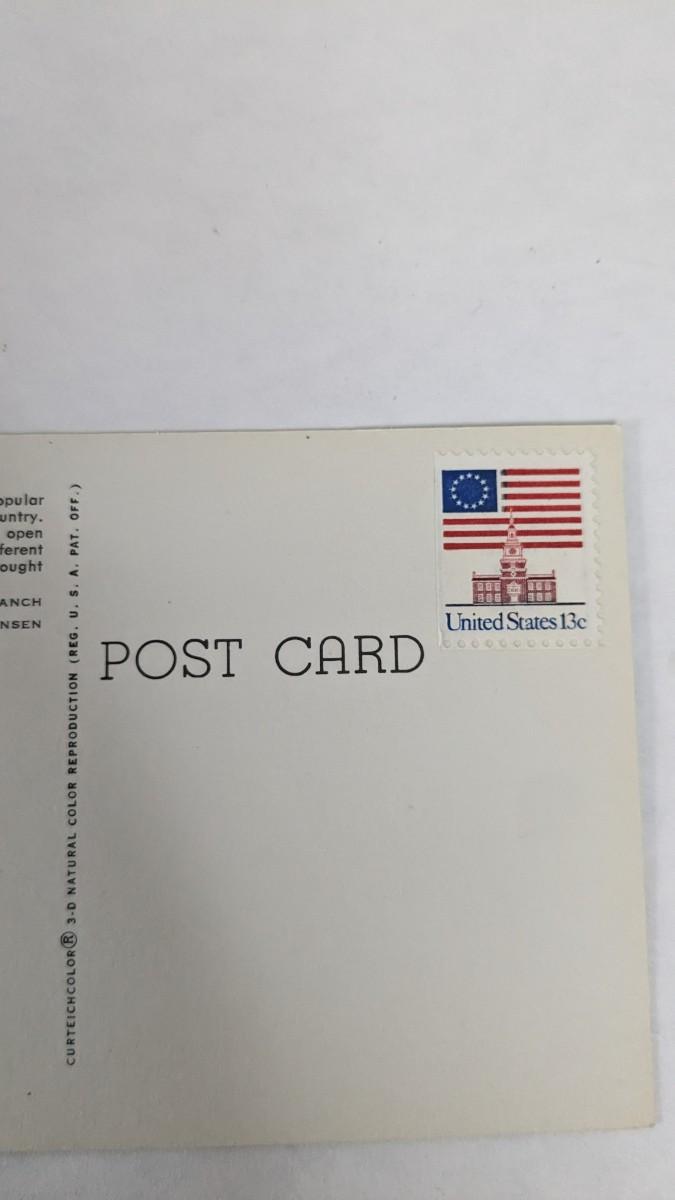 untry.
open
ferent
ought
ANCH
NSEN
CURTEICHCOLOR® 3-D NATURAL COLOR REPRODUCTION (REG. U. S. A. PAT. OFF.)
POST CARD
United States 13c